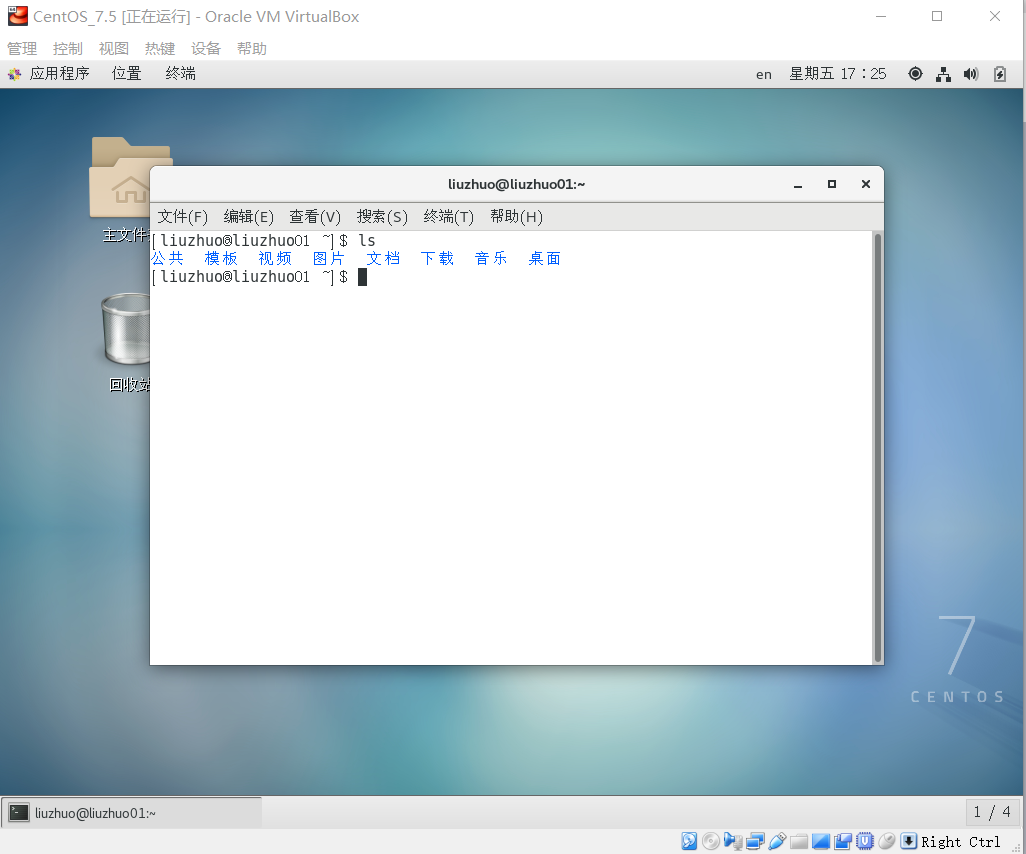 CentOS_7.5 [正在运行] - Oracle VM VirtualBox
管理 控制 视图 热键 设备 帮助
应用程序 位置 终端 en 星期五 17：25
liuzhuo@liuzhuo01:~
文件(F) 编辑(E) 查看(V) 搜索(S) 终端(T) 帮助(H)
[liuzhuo@liuzhuo01 ~]$ ls
公共 模板 视频 图片 文档 下载 音乐 桌面
[liuzhuo@liuzhuo01 ~]$
主文件
回收站
7
CENTOS
liuzhuo@liuzhuo01:~
1 / 4
Right Ctrl